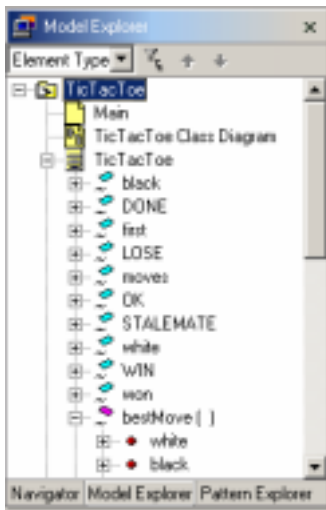 Model Explorer
Element Type
TicTacToe
Main
TicTacToe Class Diagram
TicTacToe
black
DONE
first
LOSE
moves
OK
STALEMATE
white
WIN
won
bestMove ( )
white
black
Navigator Model Explorer Pattern Explorer